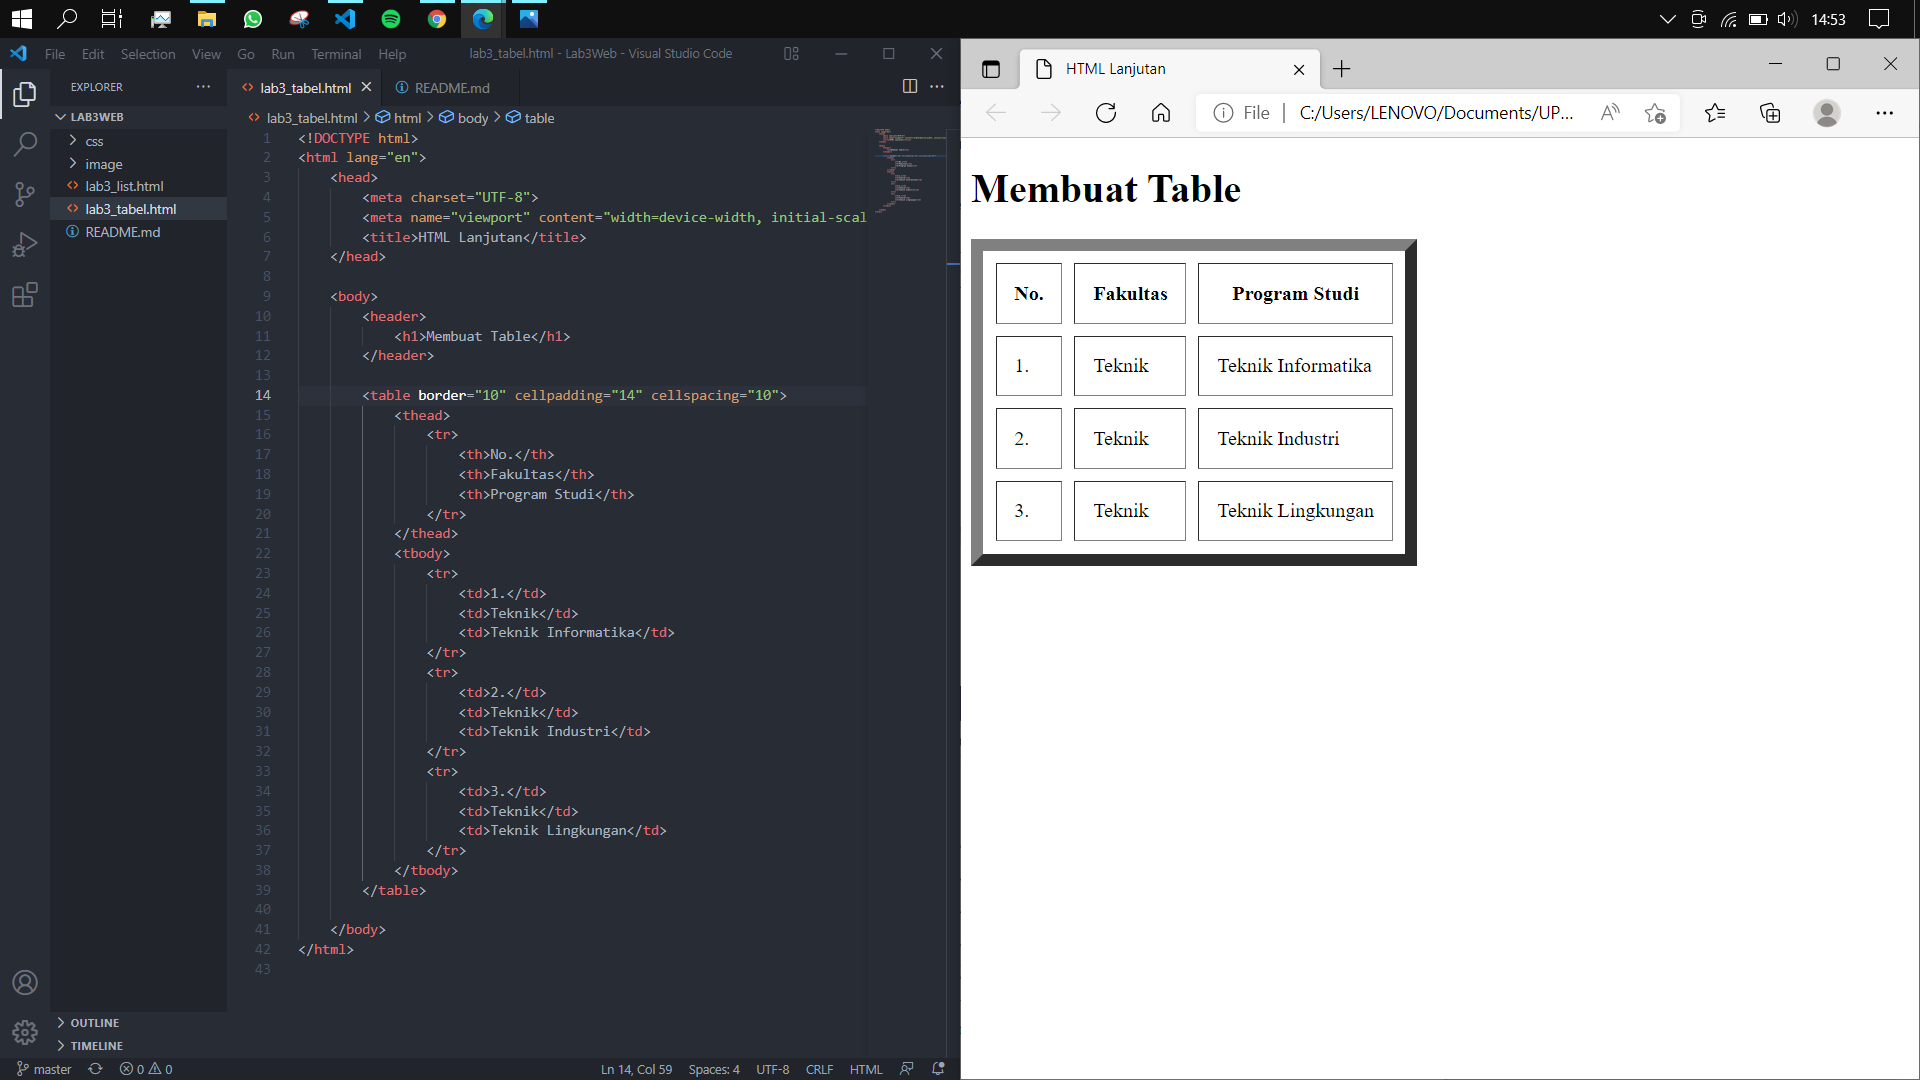 14:53
File Edit Selection View Go Run Terminal Help
lab3_tabel.html - Lab3Web - Visual Studio Code
EXPLORER
LAB3WEB
css
image
lab3_list.html
lab3_tabel.html
README.md
OUTLINE
TIMELINE
lab3_tabel.html README.md
lab3_tabel.html > html > body > table
1 <!DOCTYPE html>
2 <html lang="en">
3 <head>
4 <meta charset="UTF-8">
5 <meta name="viewport" content="width=device-width, initial-scal
6 <title>HTML Lanjutan</title>
7 </head>
8
9 <body>
10 <header>
11 <h1>Membuat Table</h1>
12 </header>
13
14 <table border="10" cellpadding="14" cellspacing="10">
15 <thead>
16 <tr>
17 <th>No.</th>
18 <th>Fakultas</th>
19 <th>Program Studi</th>
20 </tr>
21 </thead>
22 <tbody>
23 <tr>
24 <td>1.</td>
25 <td>Teknik</td>
26 <td>Teknik Informatika</td>
27 </tr>
28 <tr>
29 <td>2.</td>
30 <td>Teknik</td>
31 <td>Teknik Industri</td>
32 </tr>
33 <tr>
34 <td>3.</td>
35 <td>Teknik</td>
36 <td>Teknik Lingkungan</td>
37 </tr>
38 </tbody>
39 </table>
40
41 </body>
42 </html>
43
master 0 0
Ln 14, Col 59 Spaces: 4 UTF-8 CRLF HTML
HTML Lanjutan
File | C:/Users/LENOVO/Documents/UP...
Membuat Table
No. Fakultas Program Studi
1. Teknik Teknik Informatika
2. Teknik Teknik Industri
3. Teknik Teknik Lingkungan